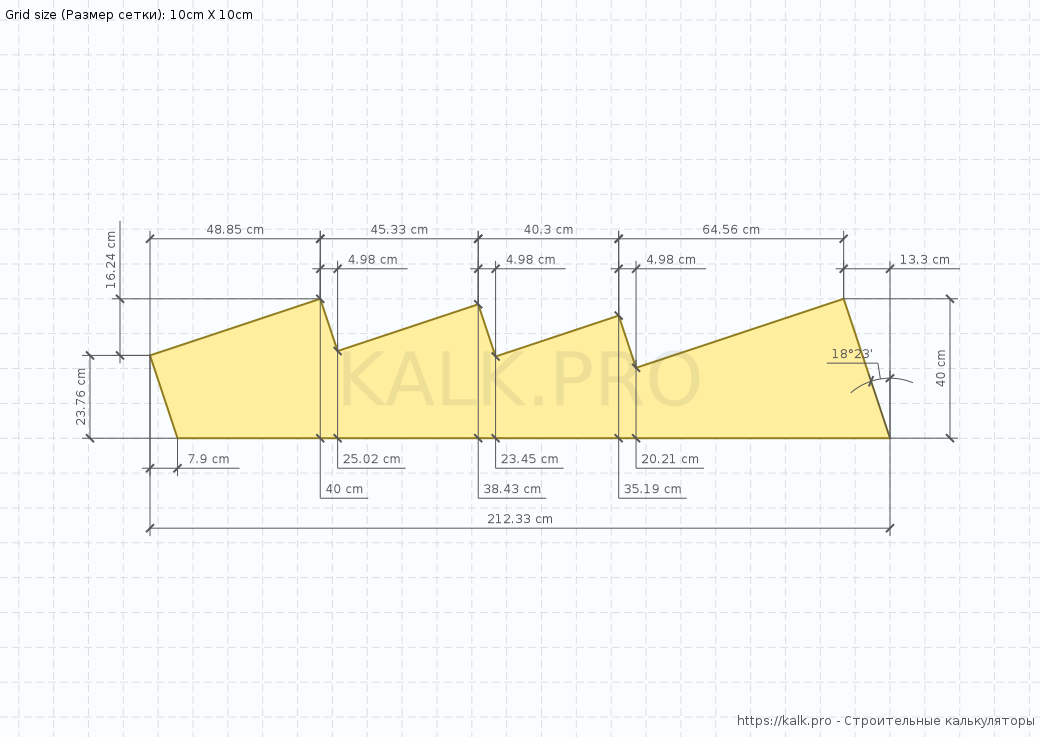 Grid size (Размер сетки): 10cm X 10cm
48.85 cm
45.33 cm
40.3 cm
64.56 cm
16.24 cm
4.98 cm
4.98 cm
4.98 cm
13.3 cm
18°23'
40 cm
KALK.PRO
23.76 cm
7.9 cm
25.02 cm
23.45 cm
20.21 cm
40 cm
38.43 cm
35.19 cm
212.33 cm
https://kalk.pro - Строительные калькуляторы